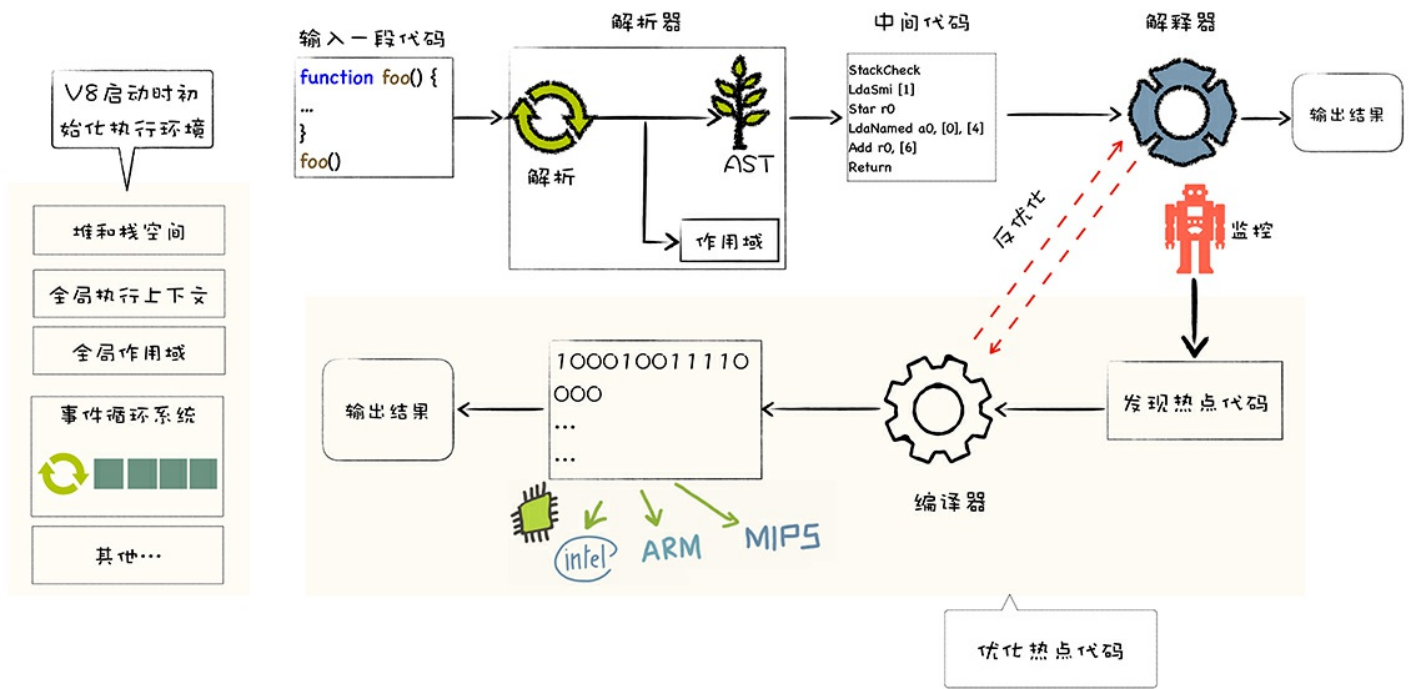 V8启动时初
始化执行环境
堆和栈空间
全局执行上下文
全局作用域
事件循环系统
其他…
输入一段代码
function foo() {
...
}
foo()
解析器
解析
AST
作用域
中间代码
StackCheck
LdaSmi [1]
Star r0
LdaNamed a0, [0], [4]
Add r0, [6]
Return
解释器
输出结果
反优化
监控
发现热点代码
编译器
100010011110
000
...
...
输出结果
intel
ARM
MIPS
优化热点代码